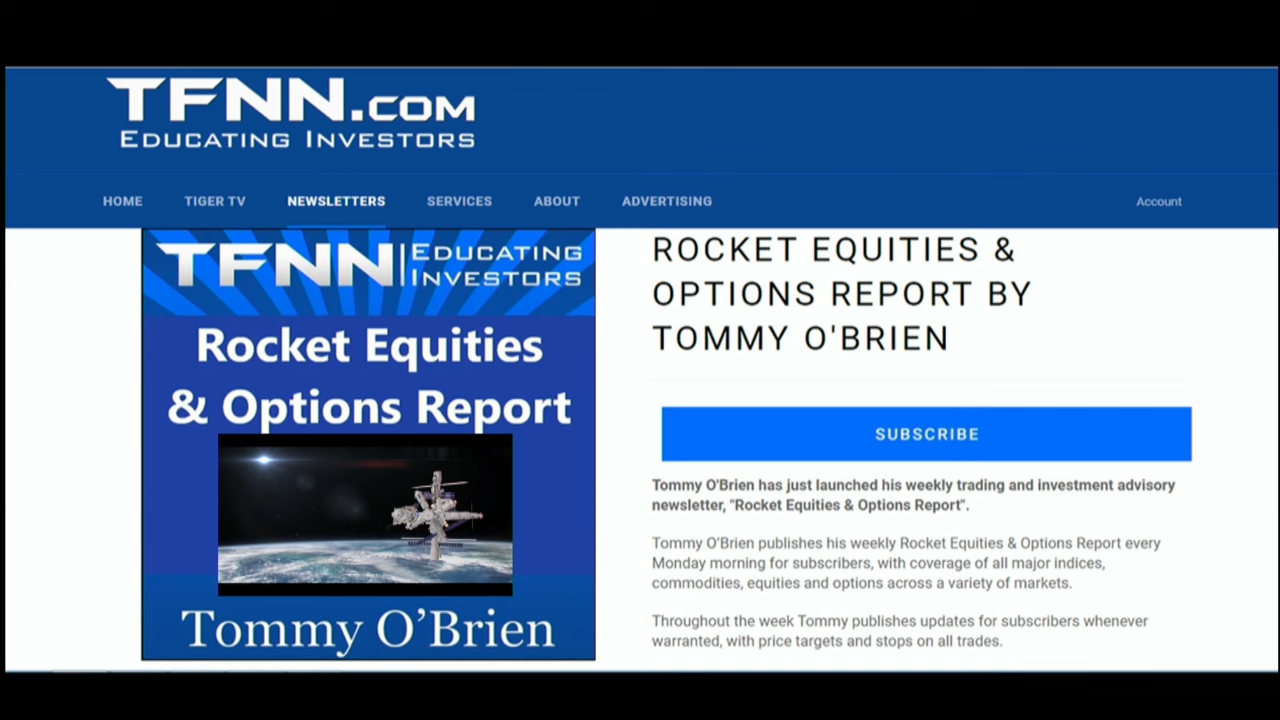 TFNN.COM
EDUCATING INVESTORS
HOME TIGER TV NEWSLETTERS SERVICES ABOUT ADVERTISING Account
TFNN | EDUCATING
INVESTORS
Rocket Equities
& Options Report
Tommy O’Brien
ROCKET EQUITIES &
OPTIONS REPORT BY
TOMMY O'BRIEN
SUBSCRIBE
Tommy O'Brien has just launched his weekly trading and investment advisory
newsletter, "Rocket Equities & Options Report".
Tommy O’Brien publishes his weekly Rocket Equities & Options Report every
Monday morning for subscribers, with coverage of all major indices,
commodities, equities and options across a variety of markets.
Throughout the week Tommy publishes updates for subscribers whenever
warranted, with price targets and stops on all trades.